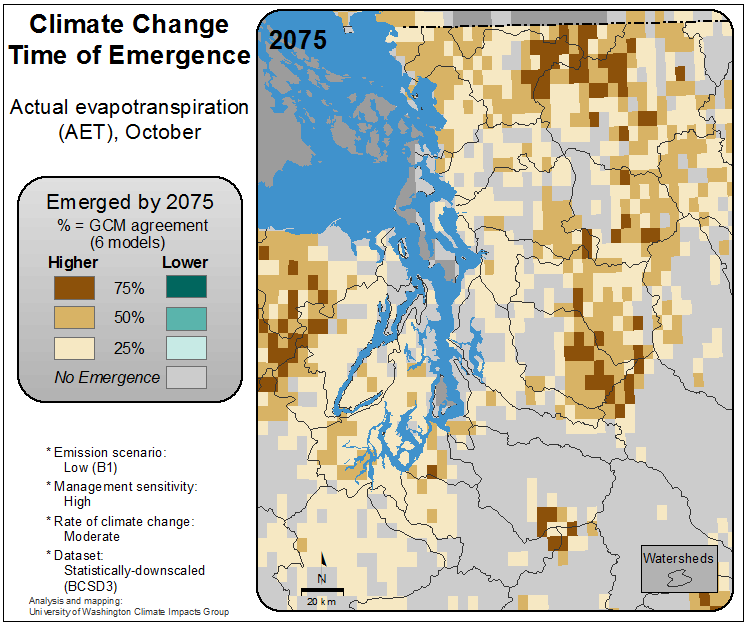 Climate Change
Time of Emergence
Actual evapotranspiration
(AET), October
Emerged by 2075
% = GCM agreement
(6 models)
Higher Lower
75%
50%
25%
No Emergence
* Emission scenario:
Low (B1)
* Management sensitivity:
High
* Rate of climate change:
Moderate
* Dataset:
Statistically-downscaled
(BCSD3)
Analysis and mapping:
University of Washington Climate Impacts Group
2075
N
20 km
Watersheds